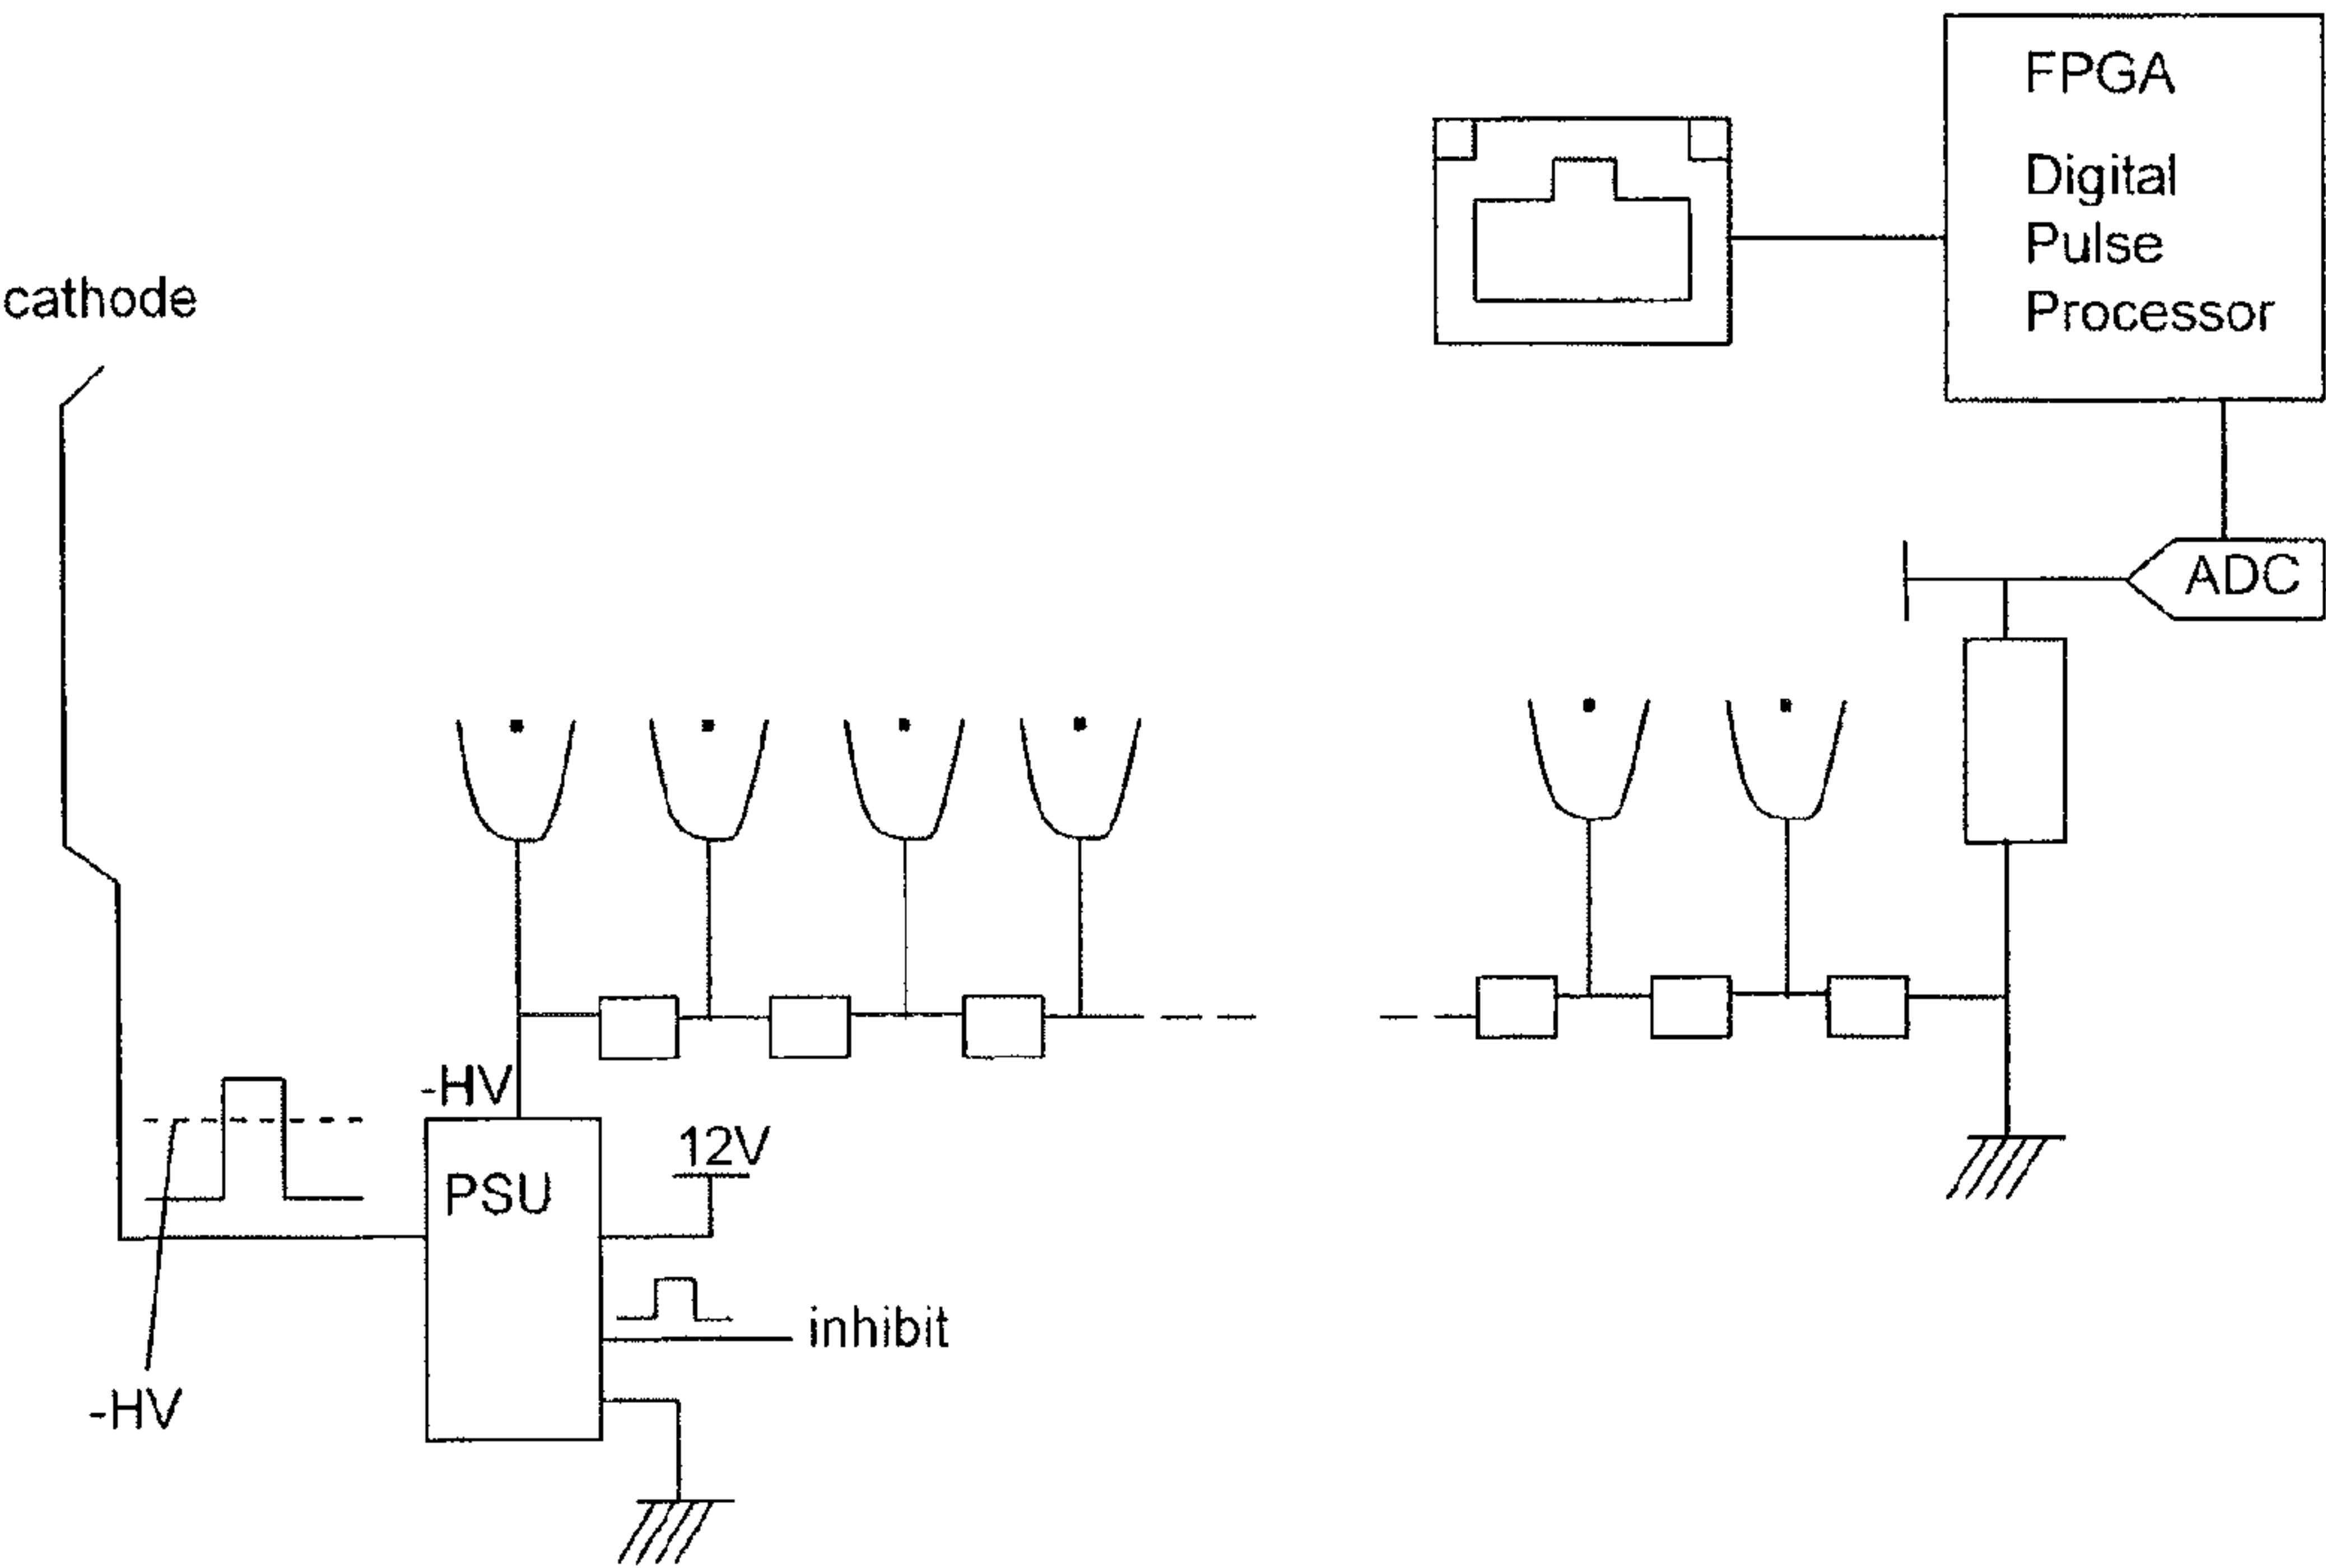 FPGA
Digital
Pulse
Processor
cathode
ADC
-HV
12V
PSU
inhibit
-HV